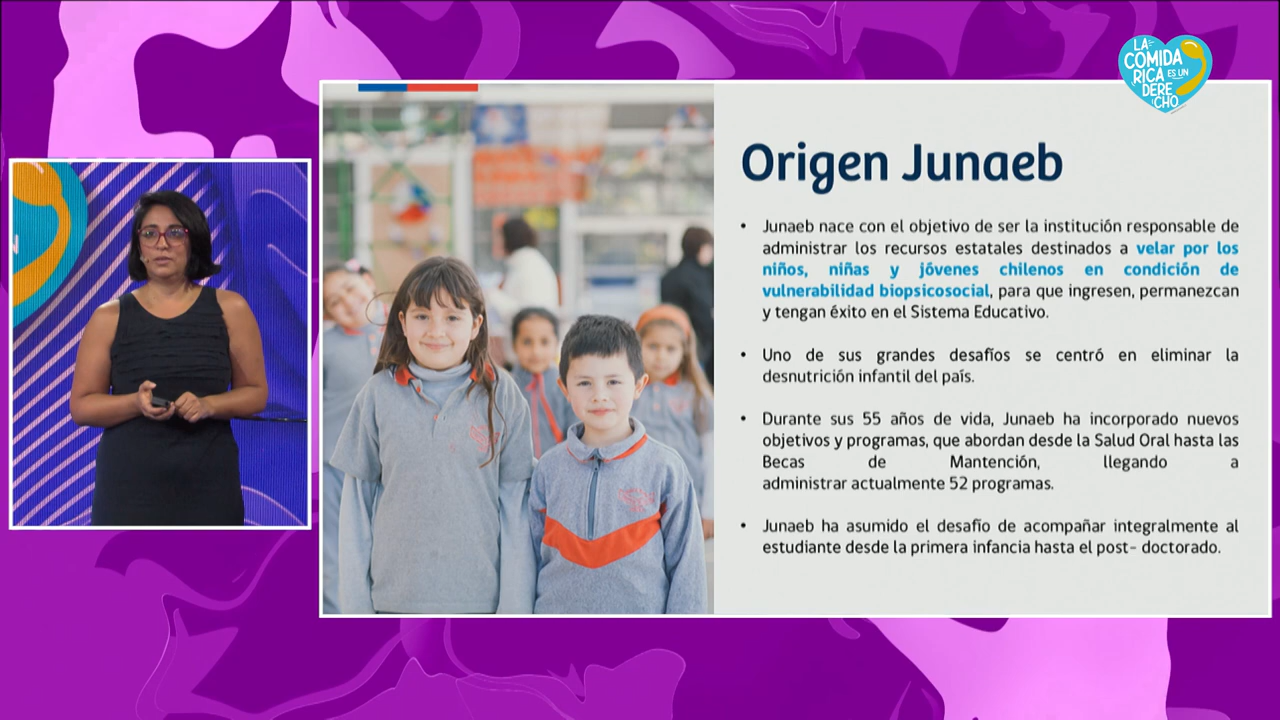 LA
COMIDA
RICA
ES UN
DERE
CHO
Origen Junaeb
• Junaeb nace con el objetivo de ser la institución responsable de
administrar los recursos estatales destinados a velar por los
niños, niñas y jóvenes chilenos en condición de
vulnerabilidad biopsicosocial, para que ingresen, permanezcan
y tengan éxito en el Sistema Educativo.
• Uno de sus grandes desafíos se centró en eliminar la
desnutrición infantil del país.
• Durante sus 55 años de vida, Junaeb ha incorporado nuevos
objetivos y programas, que abordan desde la Salud Oral hasta las
Becas de Mantención, llegando a
administrar actualmente 52 programas.
• Junaeb ha asumido el desafío de acompañar integralmente al
estudiante desde la primera infancia hasta el post- doctorado.